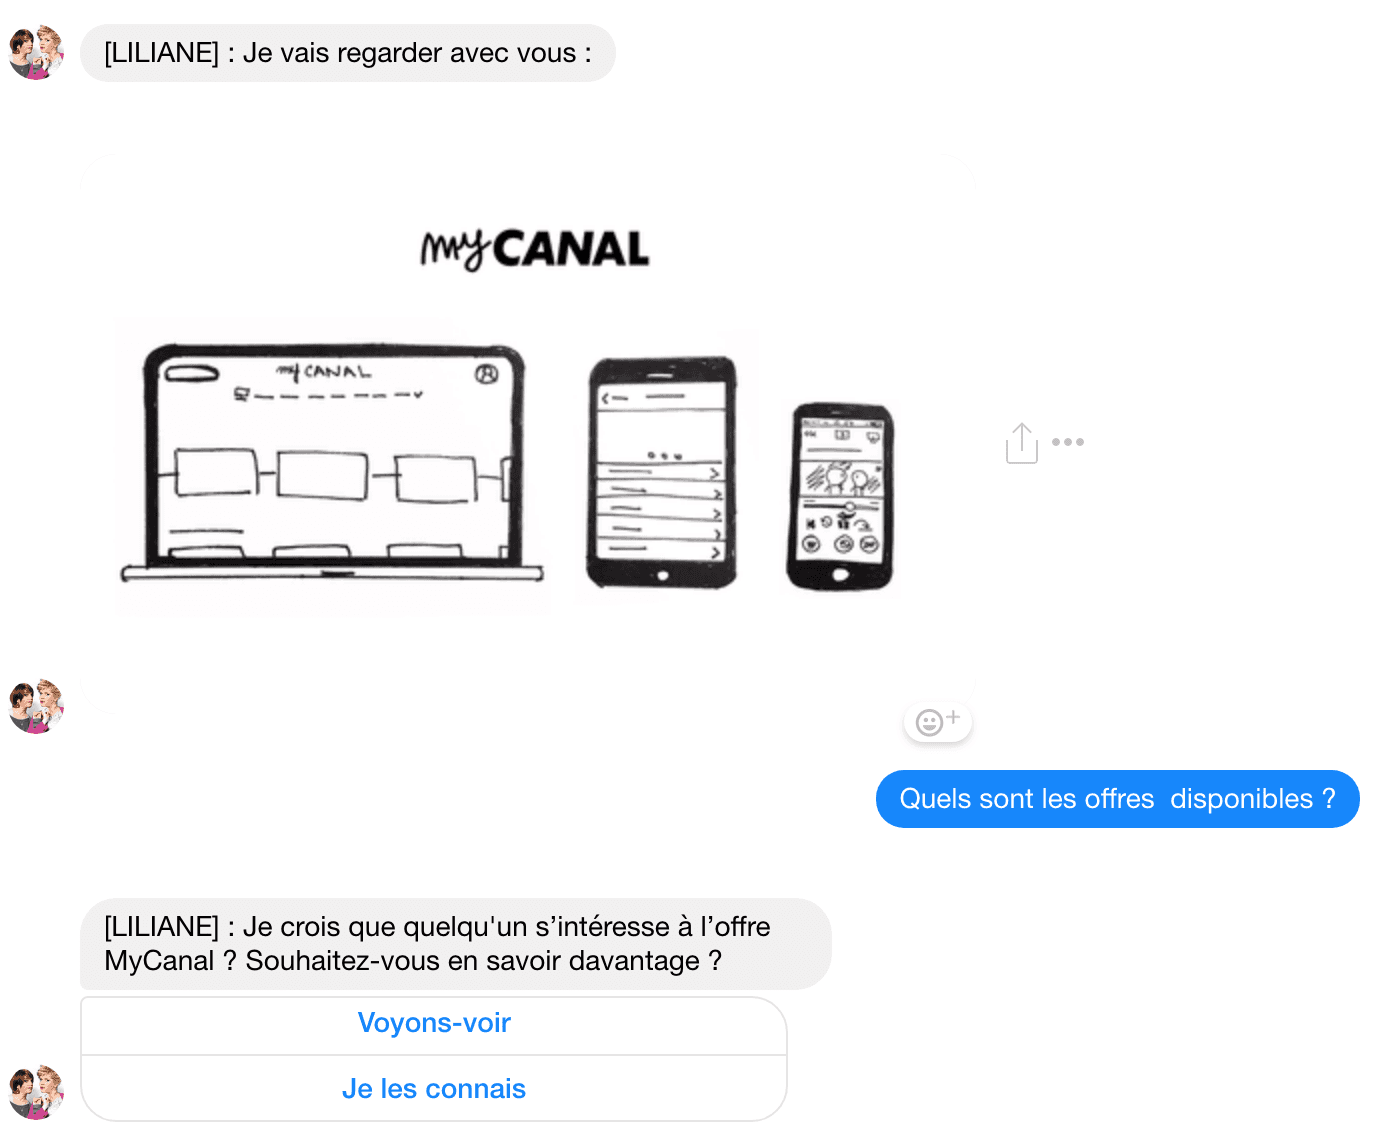 [LILIANE] : Je vais regarder avec vous :
myCANAL
myCANAL
Quels sont les offres  disponibles ?
[LILIANE] : Je crois que quelqu'un s’intéresse à l’offre
MyCanal ? Souhaitez-vous en savoir davantage ?
Voyons-voir
Je les connais